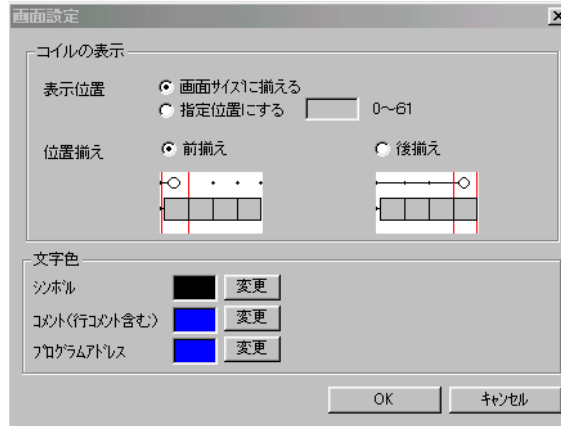 画面設定
コイルの表示
表示位置
画面ｻｲｽﾞに揃える
指定位置にする 0～61
位置揃え
前揃え
後揃え
文字色
ｼﾝﾎﾞﾙ 変更
ｺﾒﾝﾄ(行ｺﾒﾝﾄ含む) 変更
ﾌﾟﾛｸﾞﾗﾑｱﾄﾞﾚｽ 変更
OK ｷｬﾝｾﾙ